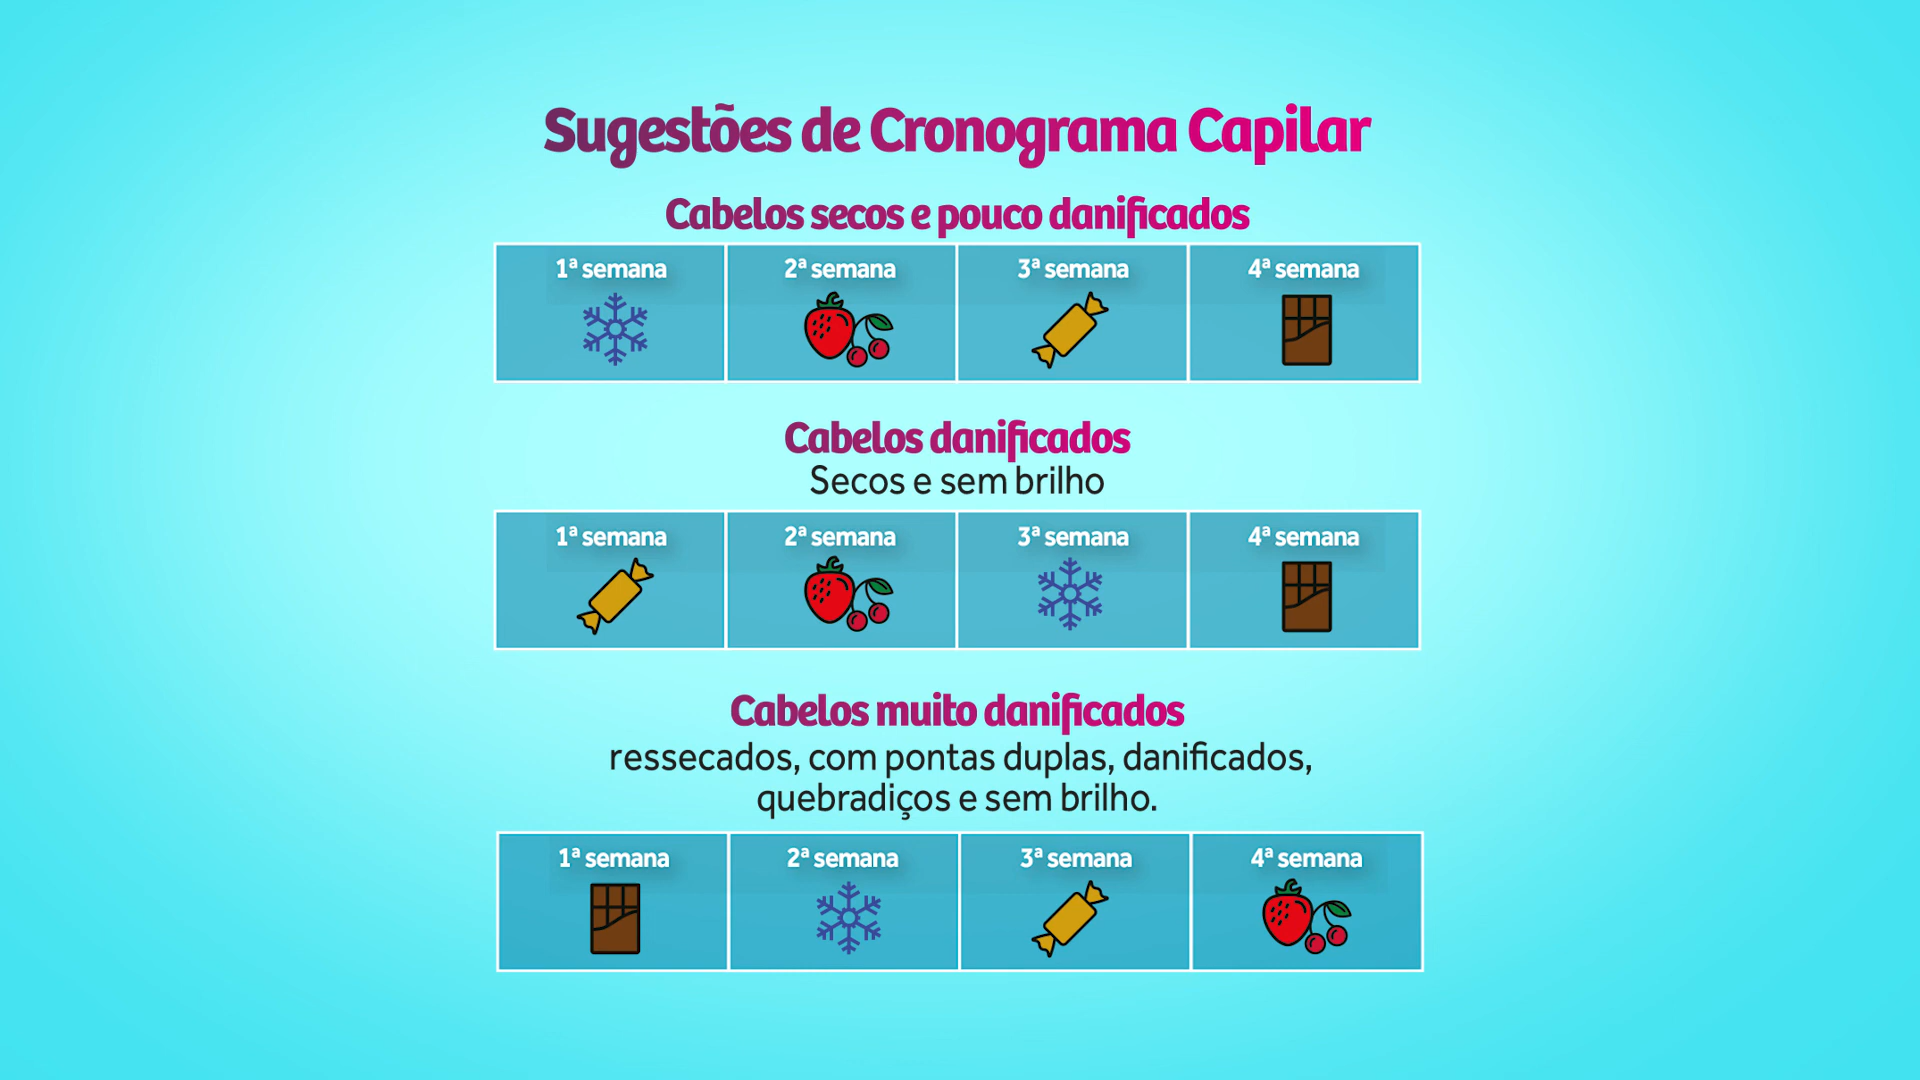 Sugestões de Cronograma Capilar
Cabelos secos e pouco danificados
1ª semana 2ª semana 3ª semana 4ª semana
Cabelos danificados
Secos e sem brilho
1ª semana 2ª semana 3ª semana 4ª semana
Cabelos muito danificados
ressecados, com pontas duplas, danificados,
quebradiços e sem brilho.
1ª semana 2ª semana 3ª semana 4ª semana